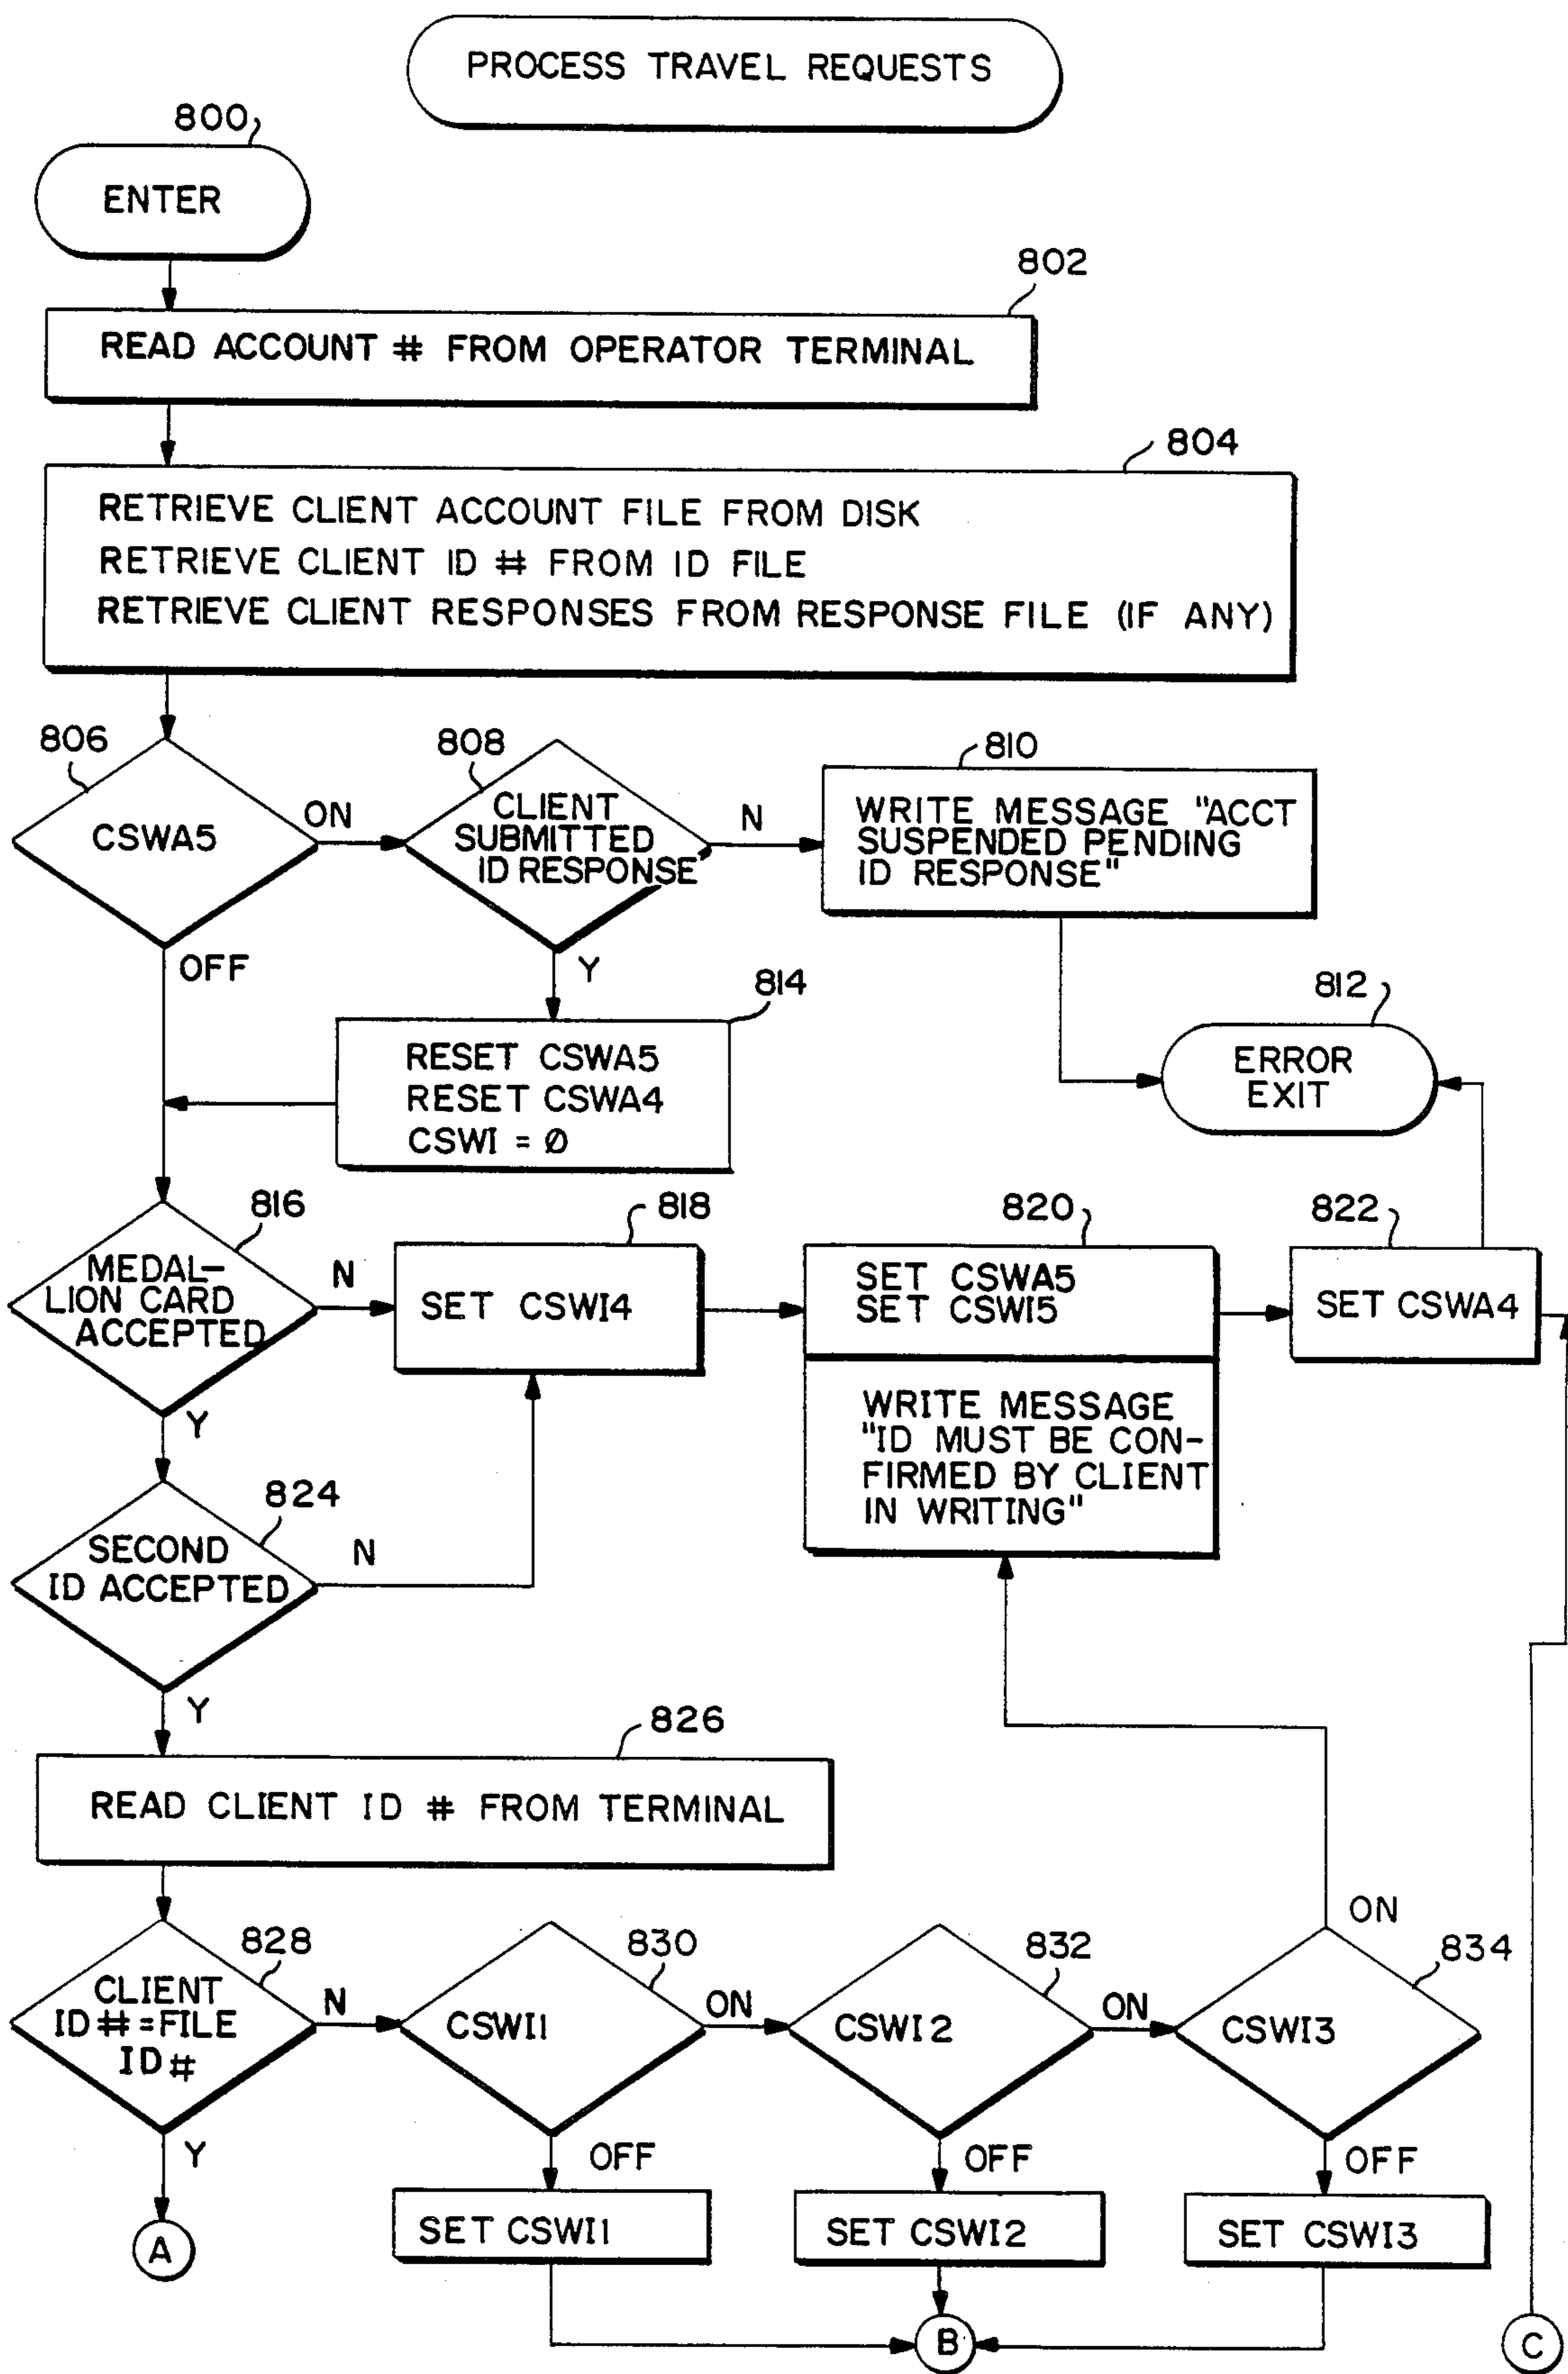 PROCESS TRAVEL REQUESTS
800
ENTER
802
READ ACCOUNT # FROM OPERATOR TERMINAL
804
RETRIEVE CLIENT ACCOUNT FILE FROM DISK
RETRIEVE CLIENT ID # FROM ID FILE
RETRIEVE CLIENT RESPONSES FROM RESPONSE FILE (IF ANY)
806
CSWA5
ON
OFF
808
CLIENT
SUBMITTED
ID RESPONSE
N
Y
810
WRITE MESSAGE "ACCT
SUSPENDED PENDING
ID RESPONSE"
812
ERROR
EXIT
814
RESET CSWA5
RESET CSWA4
CSWI = Ø
816
MEDAL-
LION CARD
ACCEPTED
N
Y
818
SET CSWI4
820
SET CSWA5
SET CSWI5
WRITE MESSAGE
"ID MUST BE CON-
FIRMED BY CLIENT
IN WRITING"
822
SET CSWA4
824
SECOND
ID ACCEPTED
N
Y
826
READ CLIENT ID # FROM TERMINAL
828
CLIENT
ID # = FILE
ID #
N
Y
830
CSWI1
ON
OFF
832
CSWI2
ON
OFF
834
CSWI3
ON
OFF
A
SET CSWI1
SET CSWI2
SET CSWI3
B
C